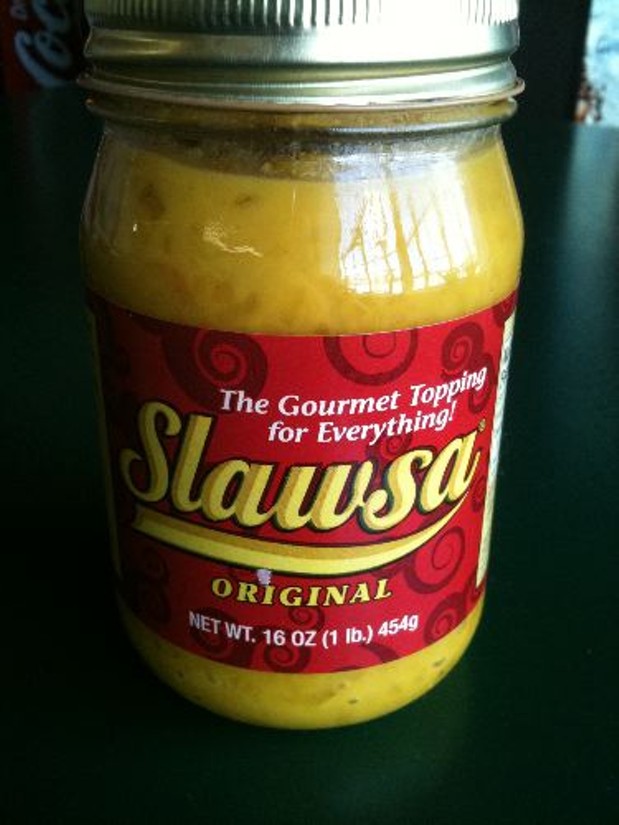 The Gourmet Topping
for Everything!
Slawsa®
ORIGINAL
NET WT. 16 OZ (1 lb.) 454g